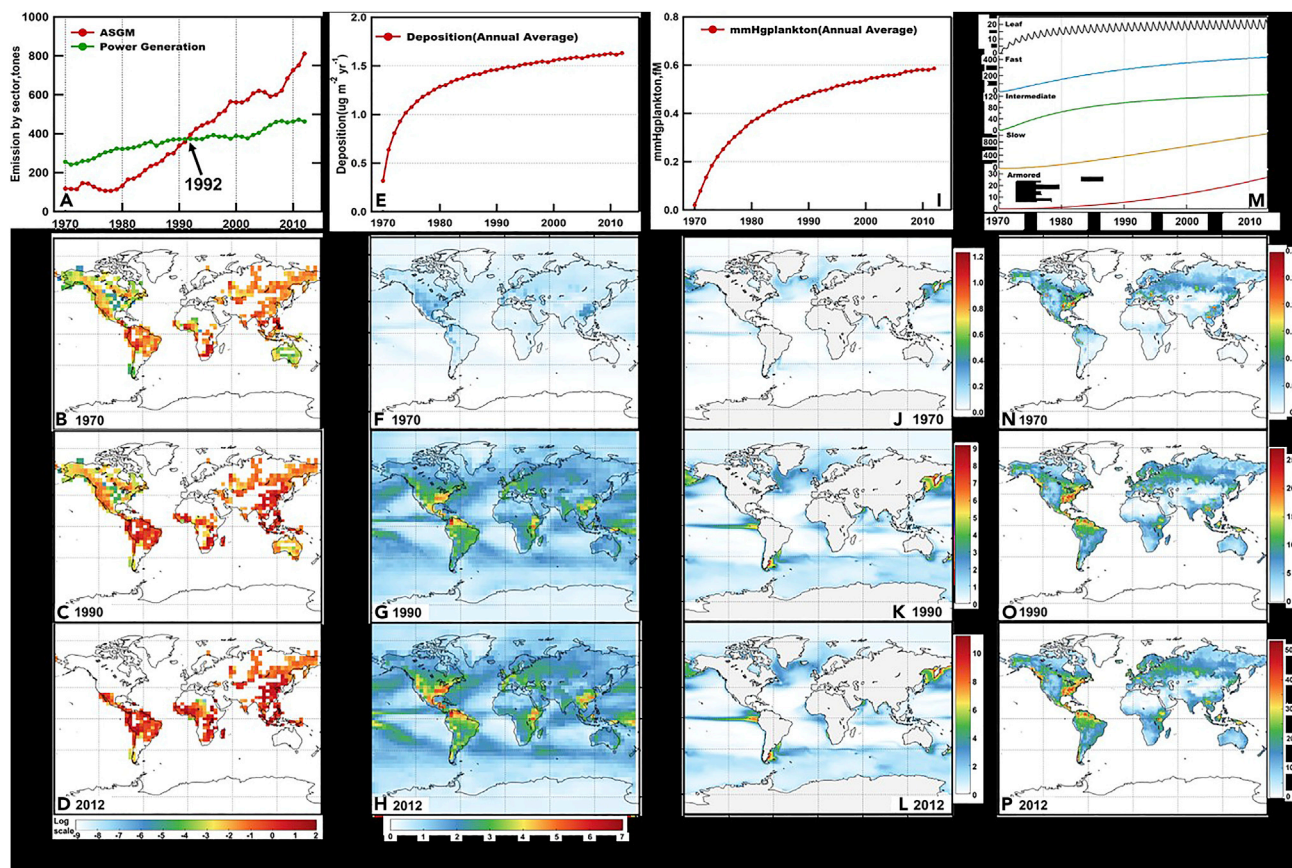 1000
800
600
400
200
0
Emission by sector,tones
ASGM
Power Generation
1992
A
1970 1980 1990 2000 2010
2.0
1.5
1.0
0.5
0.0
Deposition(ug m-2 yr-1)
Deposition(Annual Average)
E
1970 1980 1990 2000 2010
0.8
0.6
0.4
0.2
0.0
mmHgplankton,fM
mmHgplankton(Annual Average)
I
1970 1980 1990 2000 2010
20
10
0
Leaf
400
200
0
Fast
120
80
40
0
Intermediate
800
400
0
Slow
30
20
10
0
Armored
M
1970 1980 1990 2000 2010
B 1970
F 1970
J 1970
1.2
1.0
0.8
0.6
0.4
0.2
0.0
N 1970
C 1990
G 1990
K 1990
9
8
7
6
5
4
3
2
1
0
O 1990
D 2012
H 2012
L 2012
10
8
6
4
2
0
P 2012
Log scale
-9 -8 -7 -6 -5 -4 -3 -2 -1 0 1 2
0 1 2 3 4 5 6 7